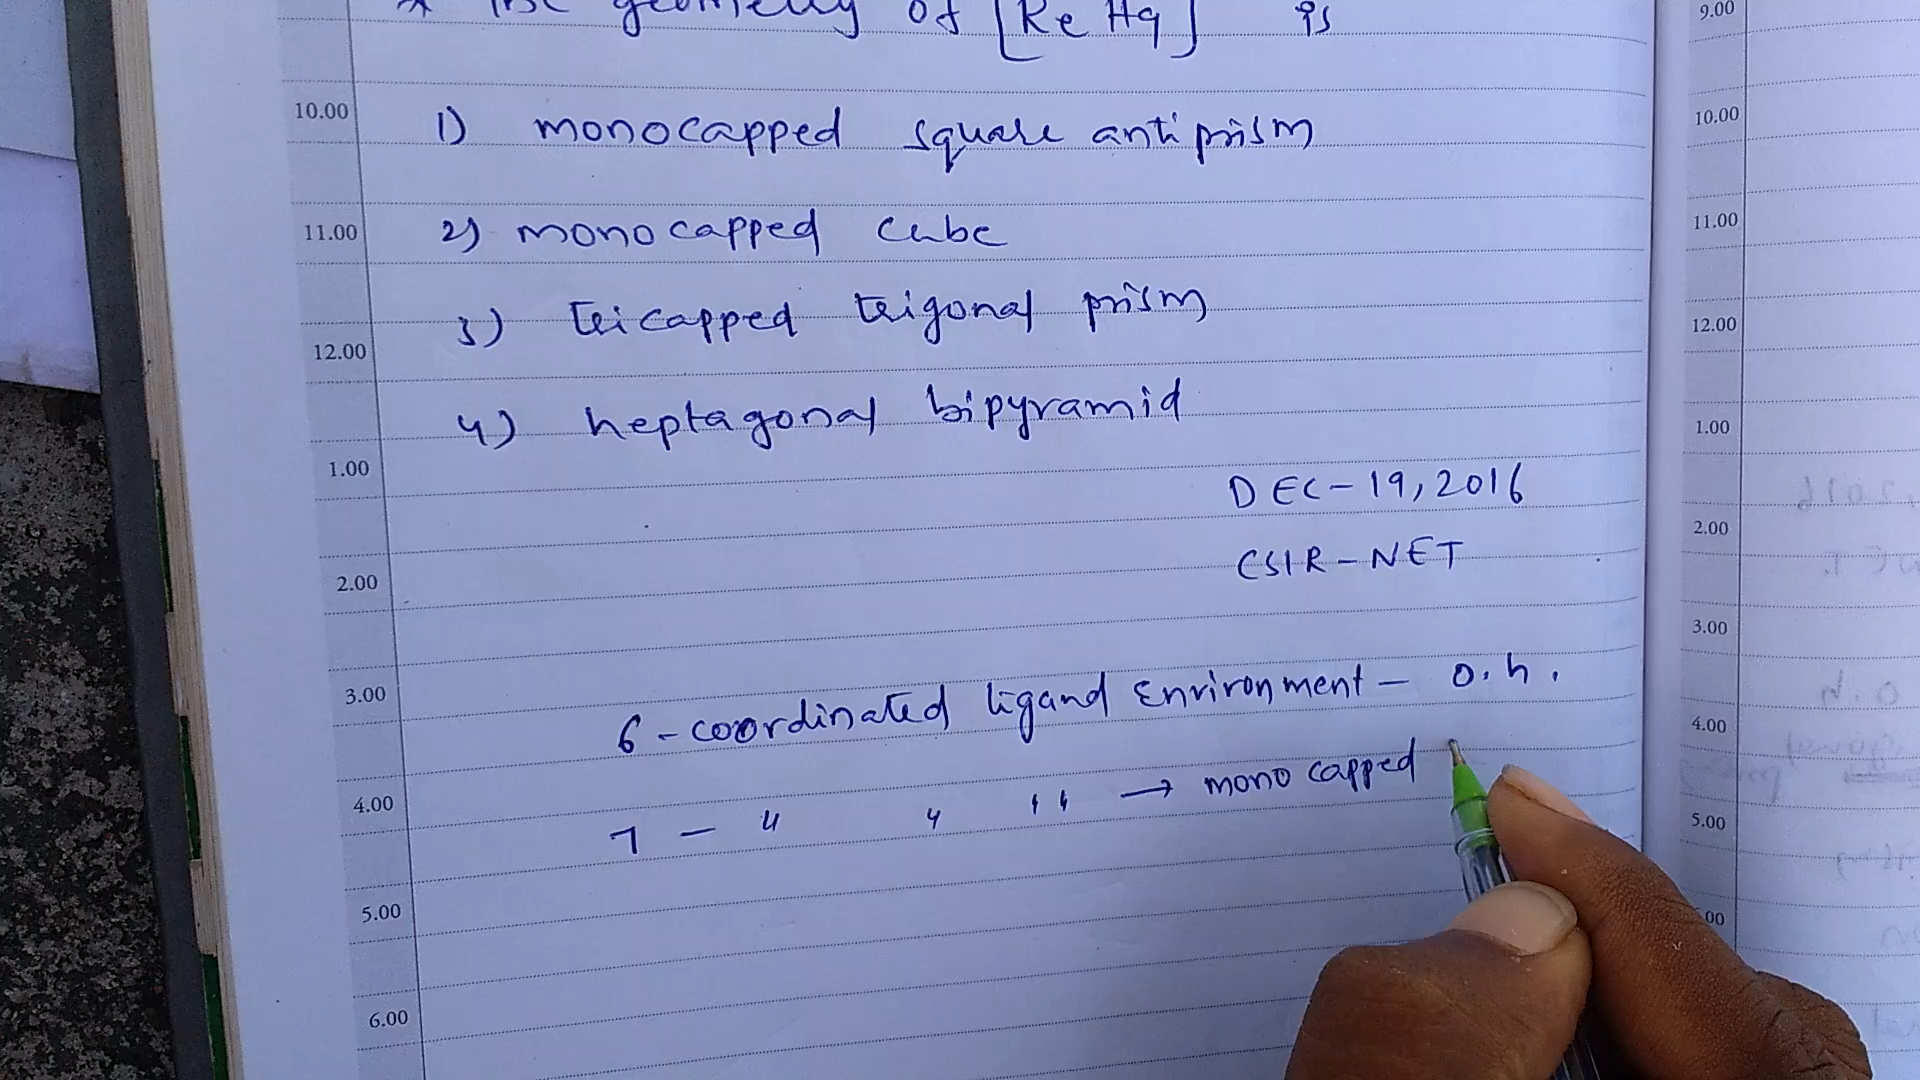 * The geometry of [ReH9] is
1) monocapped square antiprism
2) monocapped cube
3) tricapped trigonal prism
4) heptagonal bipyramid
DEC-19, 2016
CSIR-NET
6-coordinated ligand Environment - O.h.
7 - " " " → mono capped
10.00
11.00
12.00
1.00
2.00
3.00
4.00
5.00
6.00
9.00
10.00
11.00
12.00
1.00
2.00
3.00
4.00
5.00
00